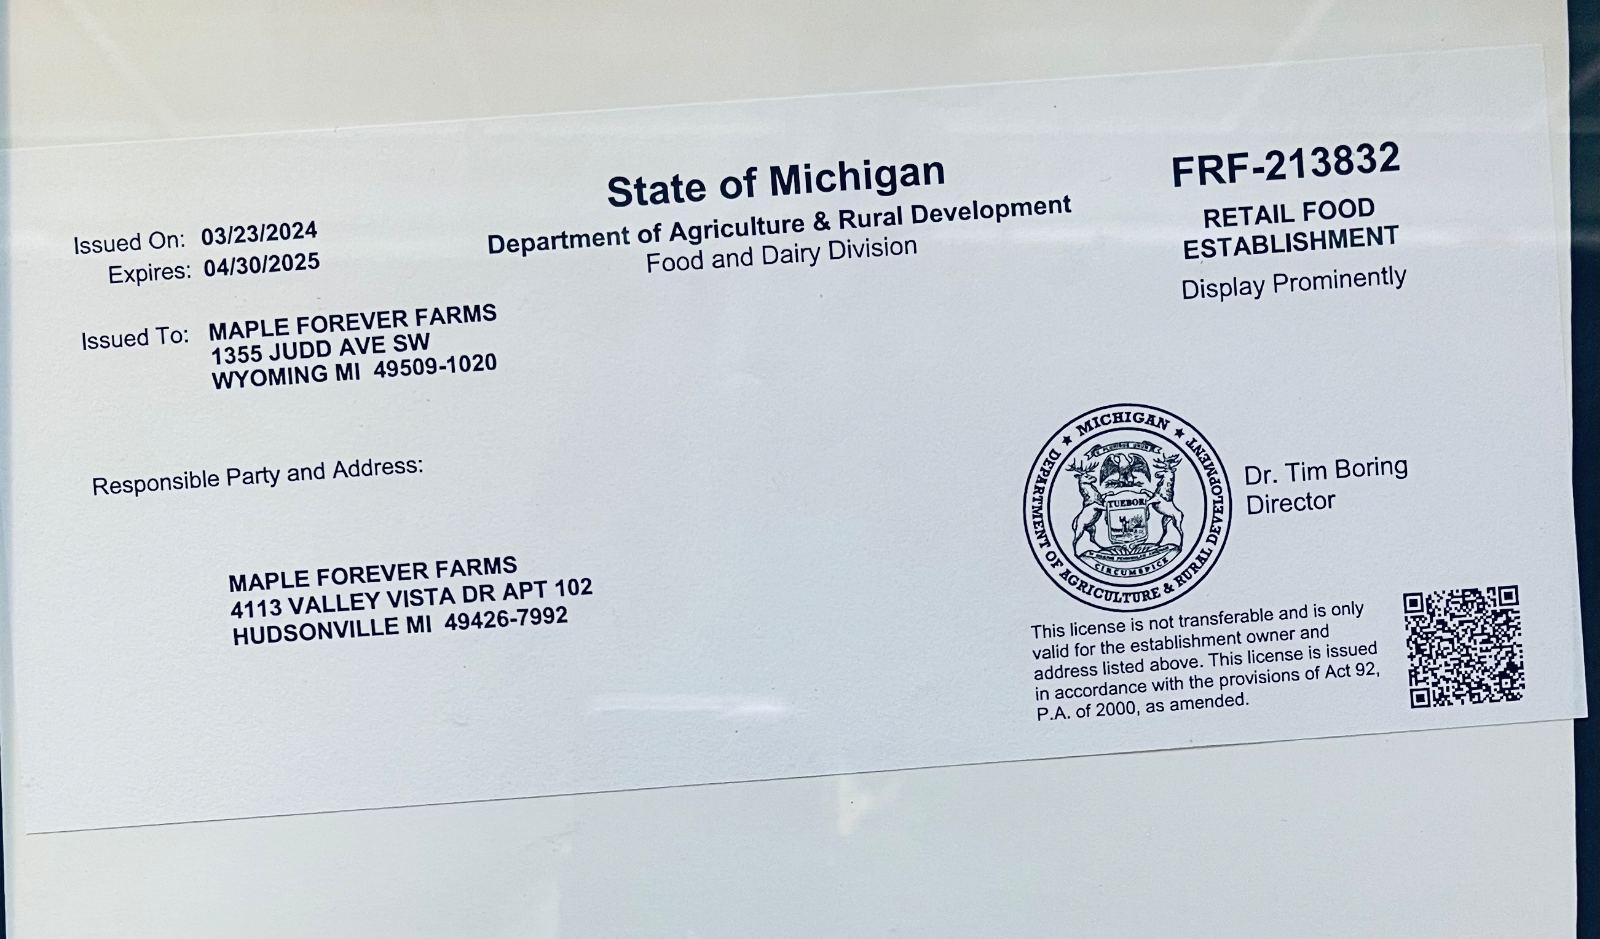 State of Michigan
Department of Agriculture & Rural Development
Food and Dairy Division
FRF-213832
RETAIL FOOD
ESTABLISHMENT
Display Prominently
Issued On: 03/23/2024
Expires: 04/30/2025
Issued To: MAPLE FOREVER FARMS
1355 JUDD AVE SW
WYOMING MI 49509-1020
Responsible Party and Address:
MAPLE FOREVER FARMS
4113 VALLEY VISTA DR APT 102
HUDSONVILLE MI 49426-7992
★ MICHIGAN ★
DEPARTMENT OF AGRICULTURE & RURAL DEVELOPMENT
TUEBOR
CIRCUMSPICE
Dr. Tim Boring
Director
This license is not transferable and is only
valid for the establishment owner and
address listed above. This license is issued
in accordance with the provisions of Act 92,
P.A. of 2000, as amended.